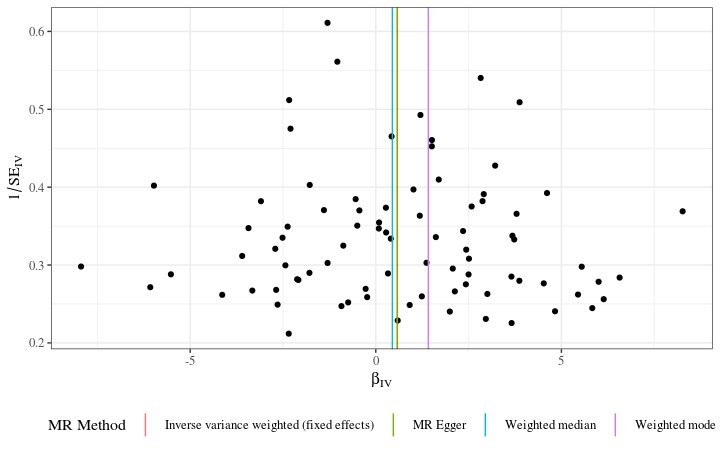 0.6
0.5
0.4
0.3
0.2
1/SE_IV
-5 0 5
β_IV
MR Method Inverse variance weighted (fixed effects) MR Egger Weighted median Weighted mode